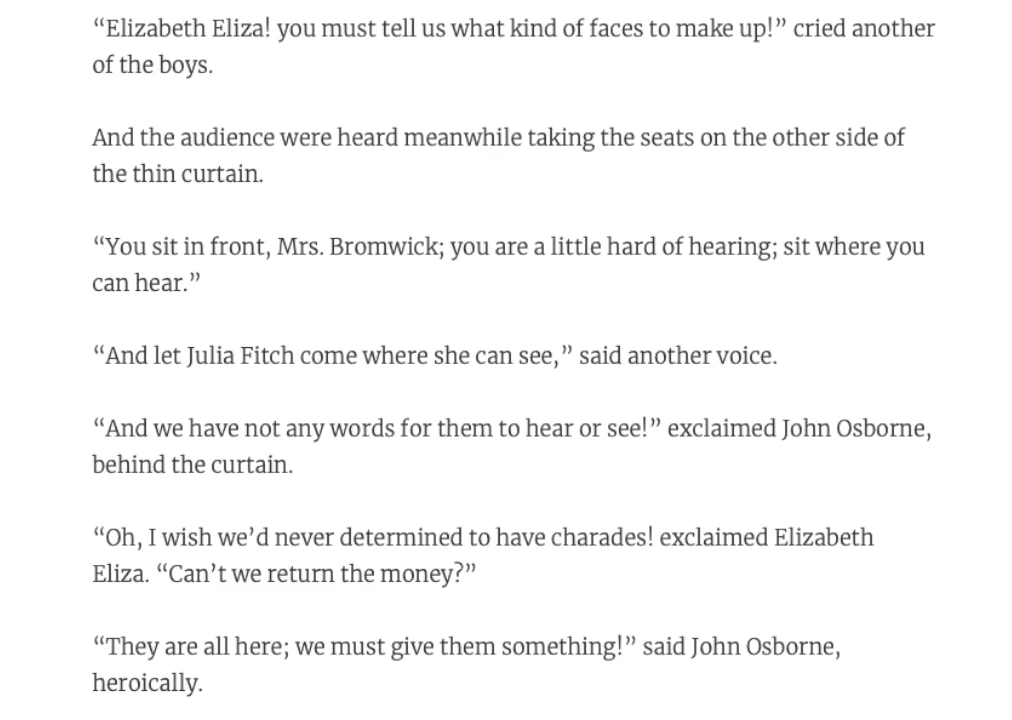 “Elizabeth Eliza! you must tell us what kind of faces to make up!” cried another
of the boys.
And the audience were heard meanwhile taking the seats on the other side of
the thin curtain.
“You sit in front, Mrs. Bromwick; you are a little hard of hearing; sit where you
can hear.”
“And let Julia Fitch come where she can see,” said another voice.
“And we have not any words for them to hear or see!” exclaimed John Osborne,
behind the curtain.
“Oh, I wish we’d never determined to have charades! exclaimed Elizabeth
Eliza. “Can’t we return the money?”
“They are all here; we must give them something!” said John Osborne,
heroically.